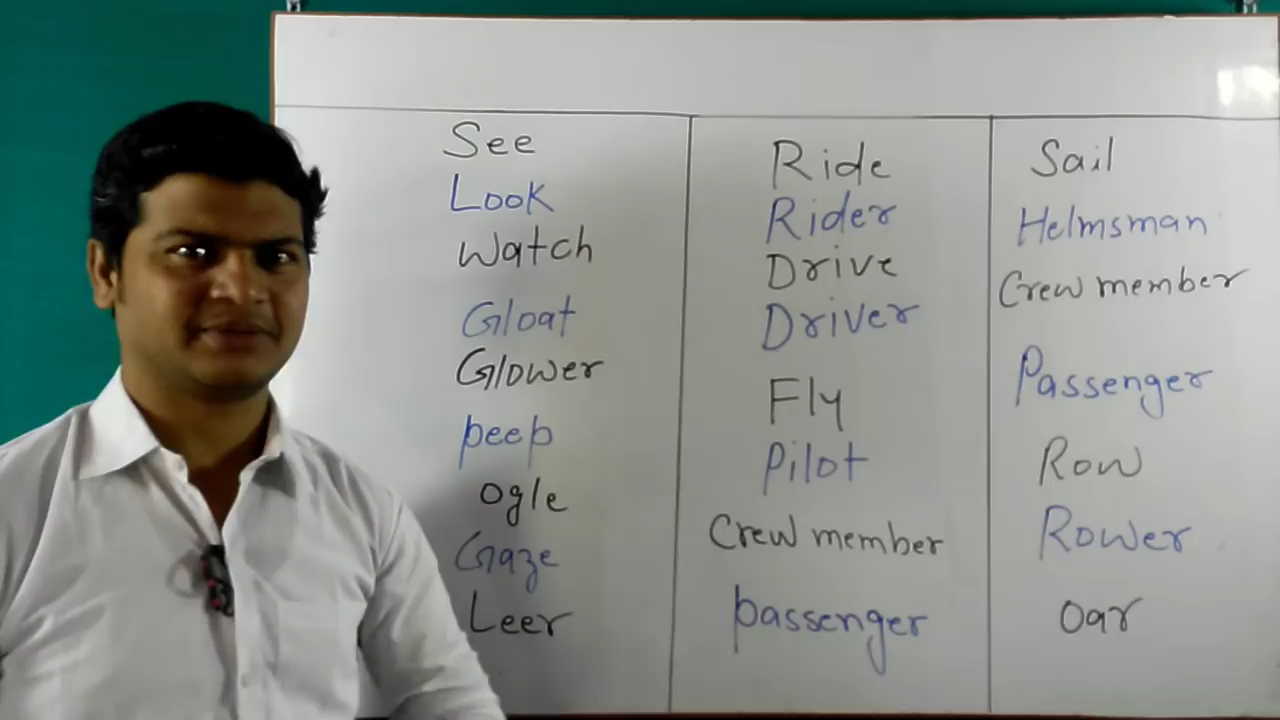 See
Look
Watch
Gloat
Glower
peep
Ogle
Gaze
Leer
Ride
Rider
Drive
Driver
Fly
Pilot
Crew member
passenger
Sail
Helmsman
Crew member
Passenger
Row
Rower
Oar